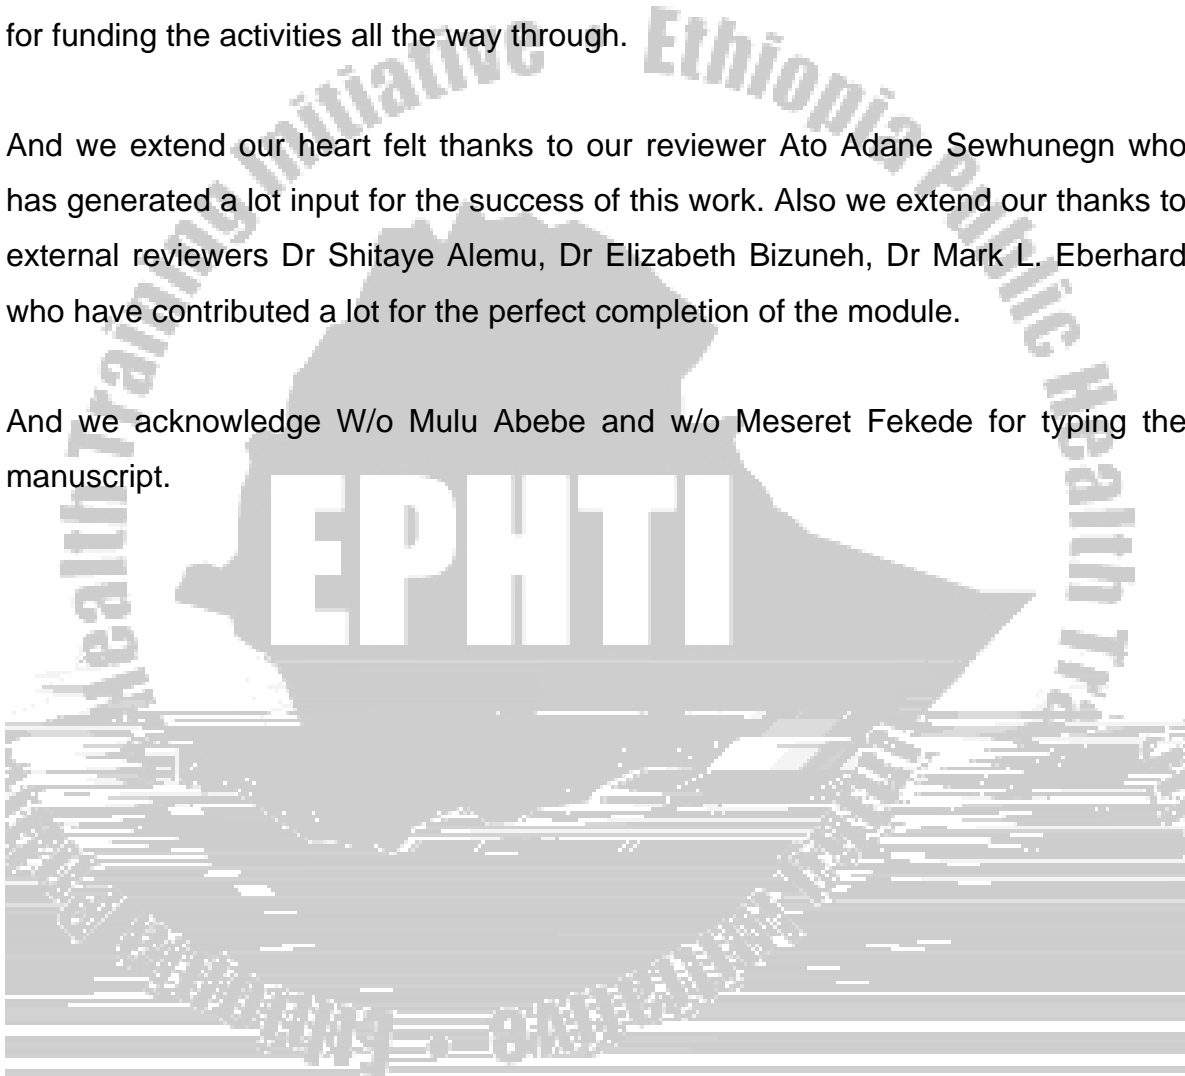 for funding the activities all the way through.
And we extend our heart felt thanks to our reviewer Ato Adane Sewhunegn who
has generated a lot input for the success of this work. Also we extend our thanks to
external reviewers Dr Shitaye Alemu, Dr Elizabeth Bizuneh, Dr Mark L. Eberhard
who have contributed a lot for the perfect completion of the module.
And we acknowledge W/o Mulu Abebe and w/o Meseret Fekede for typing the
manuscript.
EPHTI
Ethiopia Public Health Training Initiative